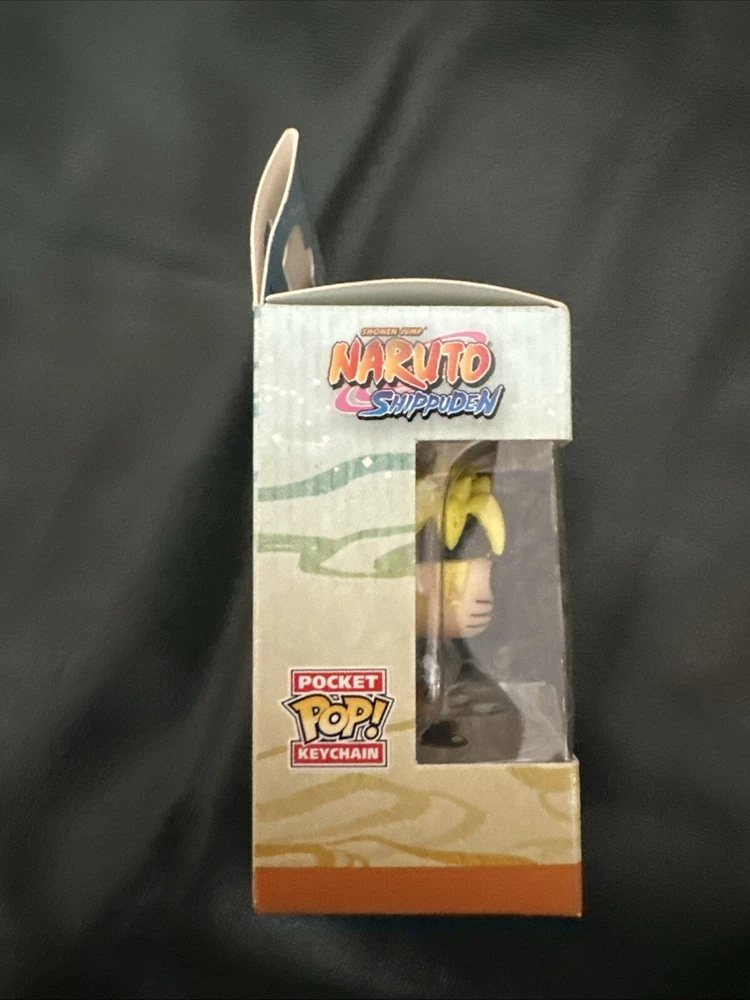 SHONEN JUMP
NARUTO
SHIPPUDEN
POCKET
POP!
KEYCHAIN